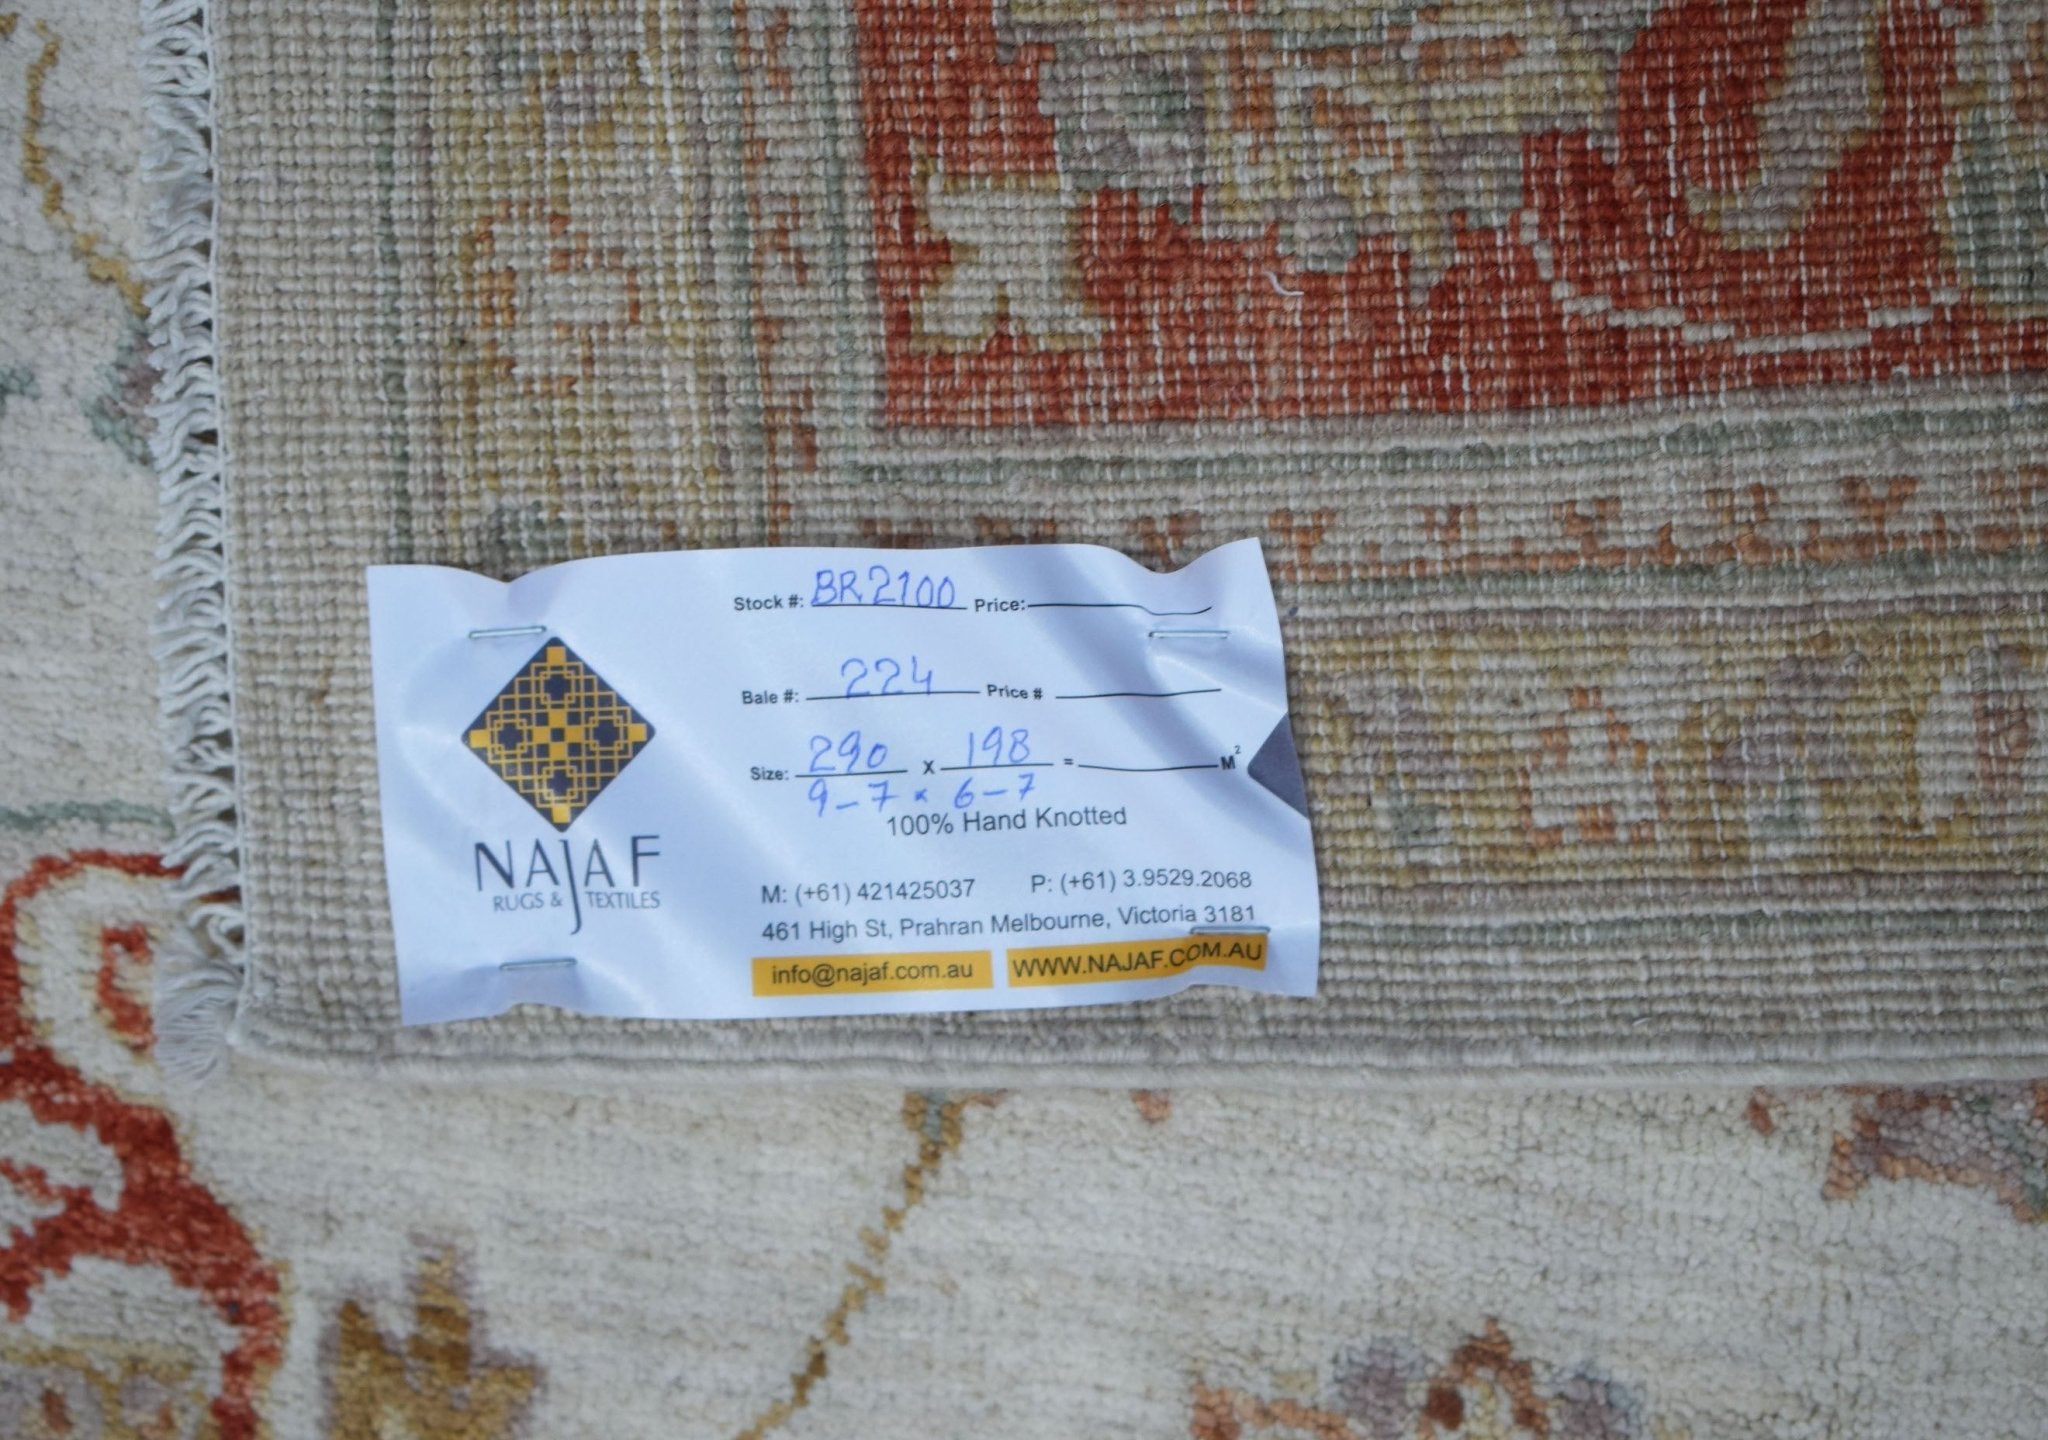 NAJAF
RUGS & TEXTILES
Stock #: BR2100 Price:
Bale #: 224 Price #
Size: 290 x 198 = M²
9-7 x 6-7
100% Hand Knotted
M: (+61) 421425037 P: (+61) 3.9529.2068
461 High St, Prahran Melbourne, Victoria 3181
info@najaf.com.au WWW.NAJAF.COM.AU